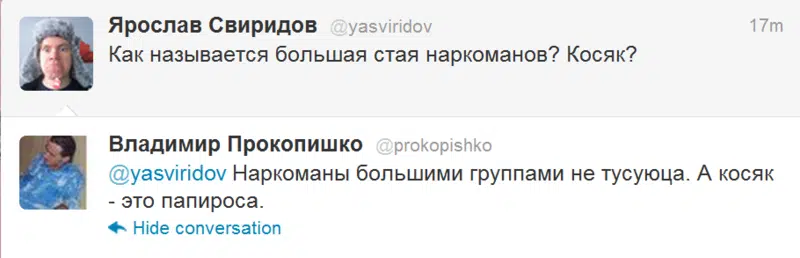 Ярослав Свиридов @yasviridov 17m
Как называется большая стая наркоманов? Косяк?
Владимир Прокопишко @prokopishko
@yasviridov Наркоманы большими группами не тусуюца. А косяк
- это папироса.
Hide conversation